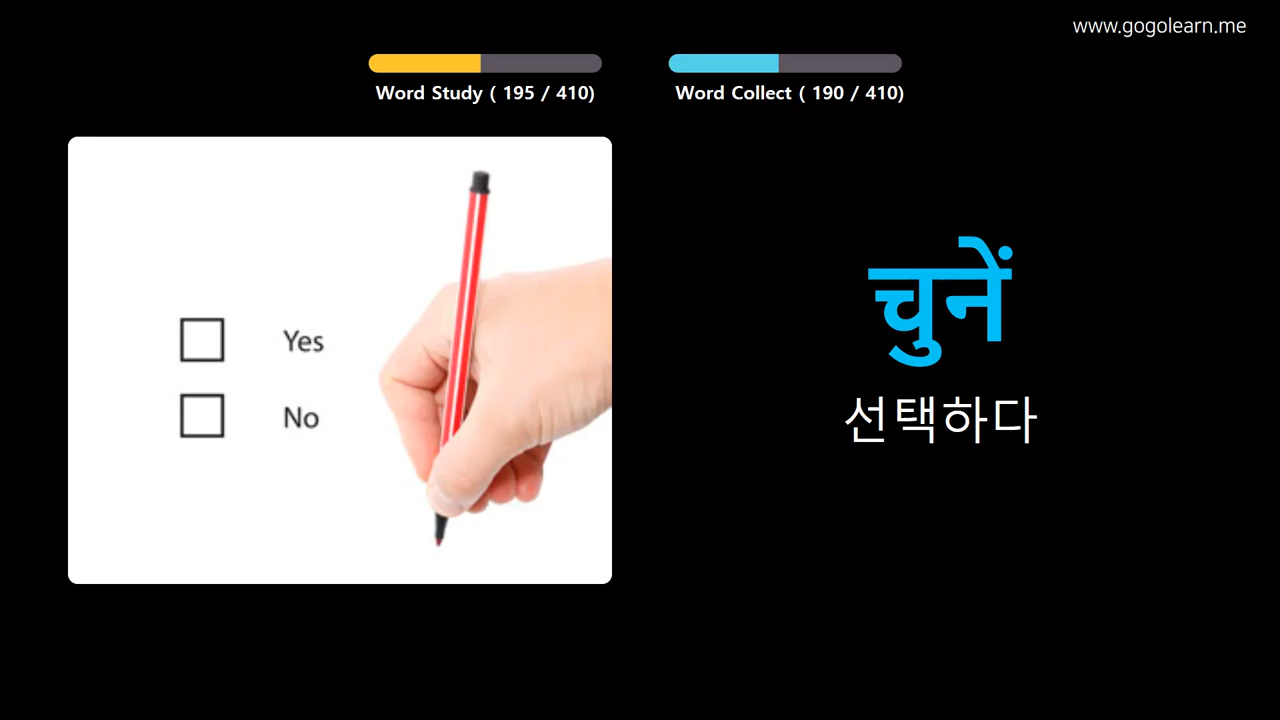 www.gogolearn.me
Word Study ( 195 / 410)
Word Collect ( 190 / 410)
Yes
No
चुनें
선택하다